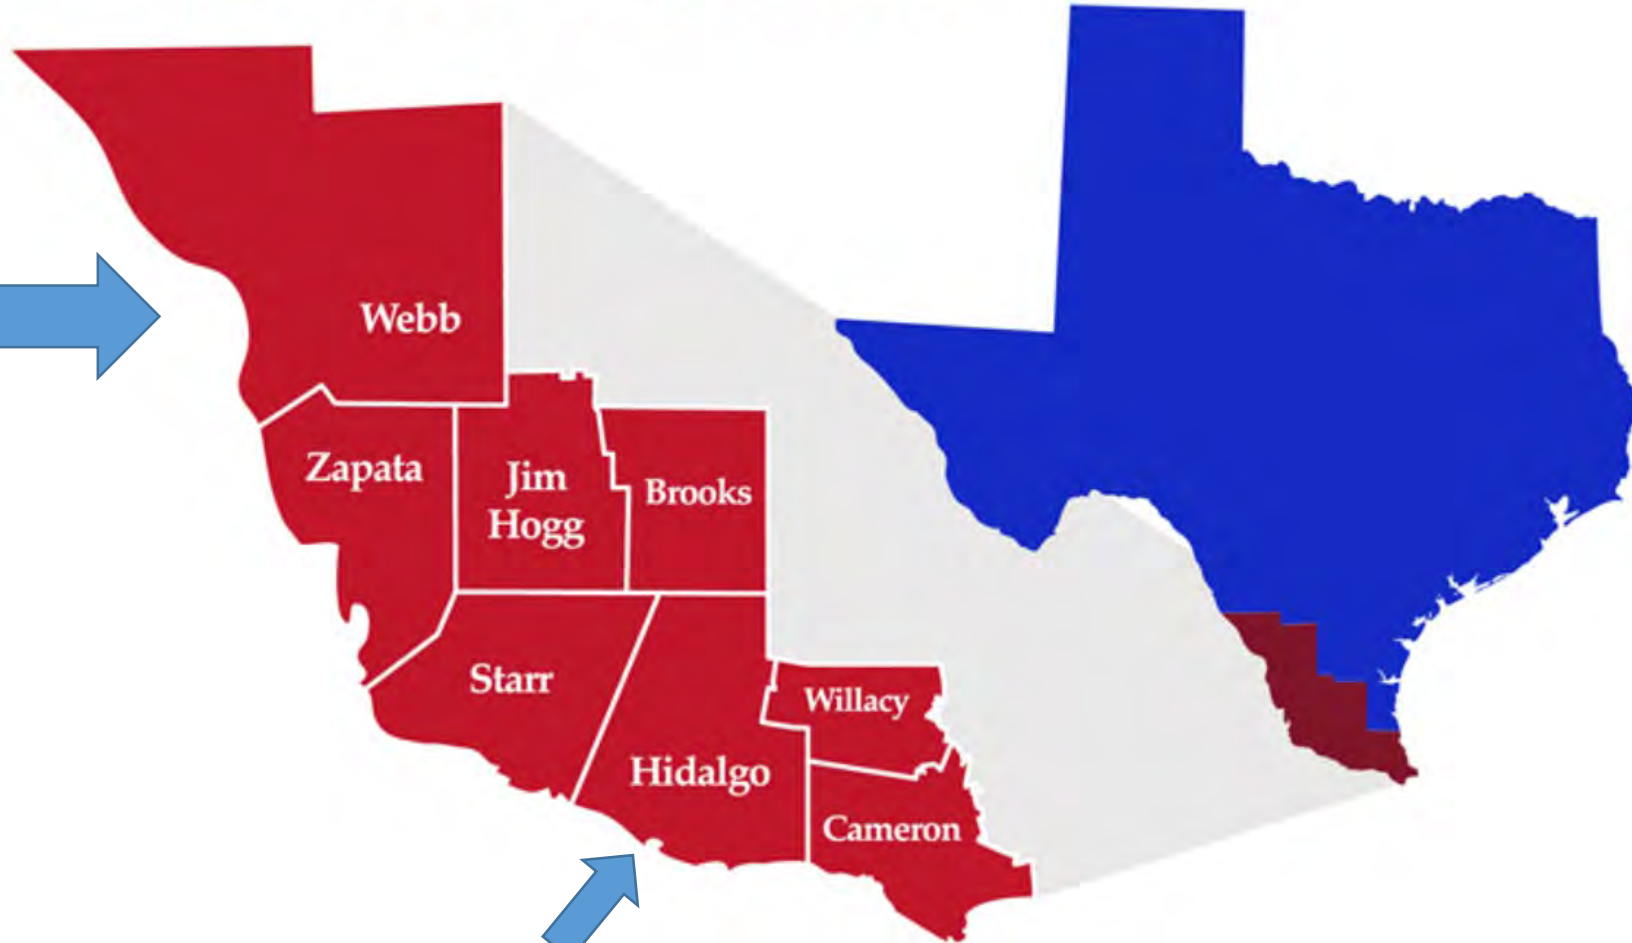 Webb
Zapata
Jim
Hogg
Brooks
Starr
Willacy
Hidalgo
Cameron